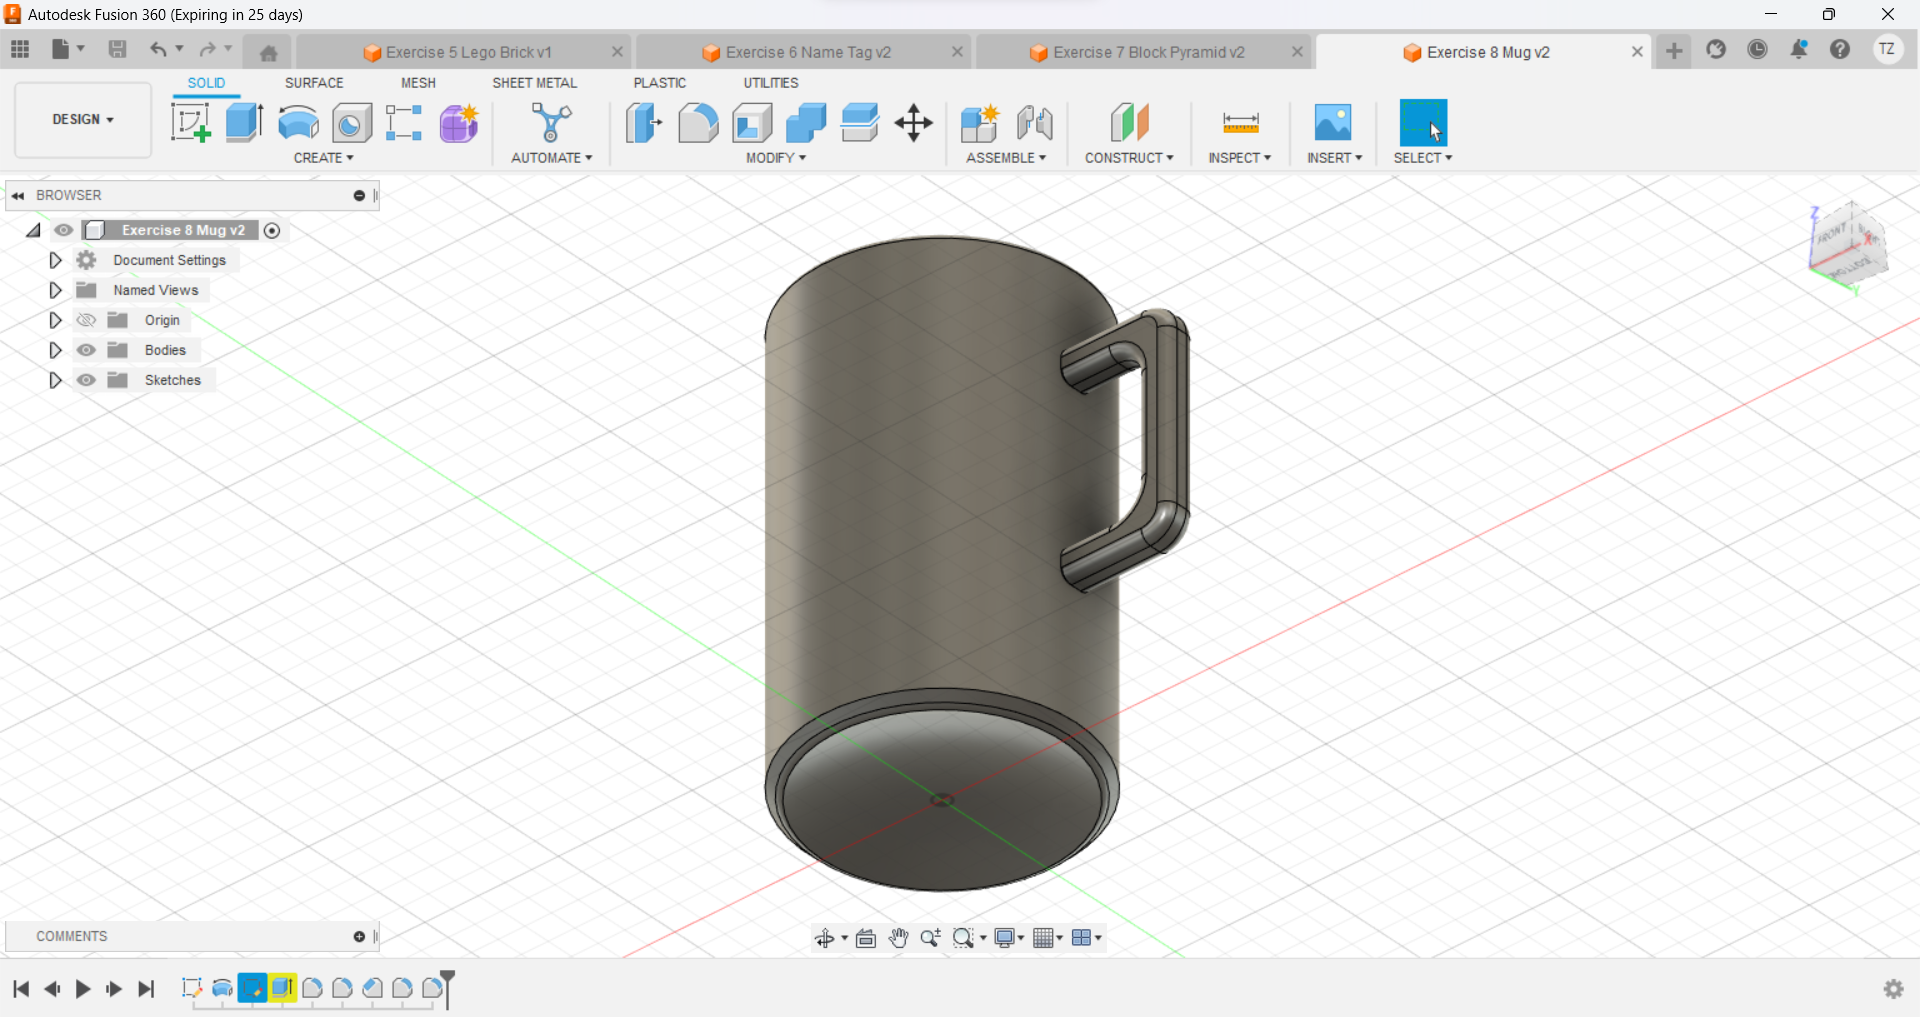 Autodesk Fusion 360 (Expiring in 25 days)
Exercise 5 Lego Brick v1
Exercise 6 Name Tag v2
Exercise 7 Block Pyramid v2
Exercise 8 Mug v2
TZ
SOLID
SURFACE
MESH
SHEET METAL
PLASTIC
UTILITIES
DESIGN
CREATE
AUTOMATE
MODIFY
ASSEMBLE
CONSTRUCT
INSPECT
INSERT
SELECT
BROWSER
Exercise 8 Mug v2
Document Settings
Named Views
Origin
Bodies
Sketches
Z
FRONT
X
BOTTOM
Y
COMMENTS